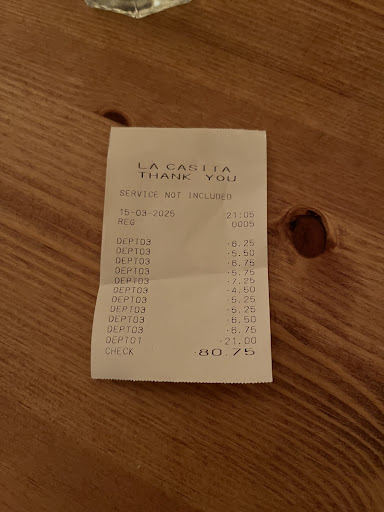 LA CASITA
THANK YOU
SERVICE NOT INCLUDED
15-03-2025 21:05
REG 0005
DEPT03 ·6.25
DEPT03 ·5.50
DEPT03 ·6.75
DEPT03 ·5.75
DEPT03 ·7.25
DEPT03 ·4.50
DEPT03 ·5.25
DEPT03 ·5.25
DEPT03 ·6.50
DEPT03 ·6.75
DEPT01 ·21.00
CHECK ·80.75